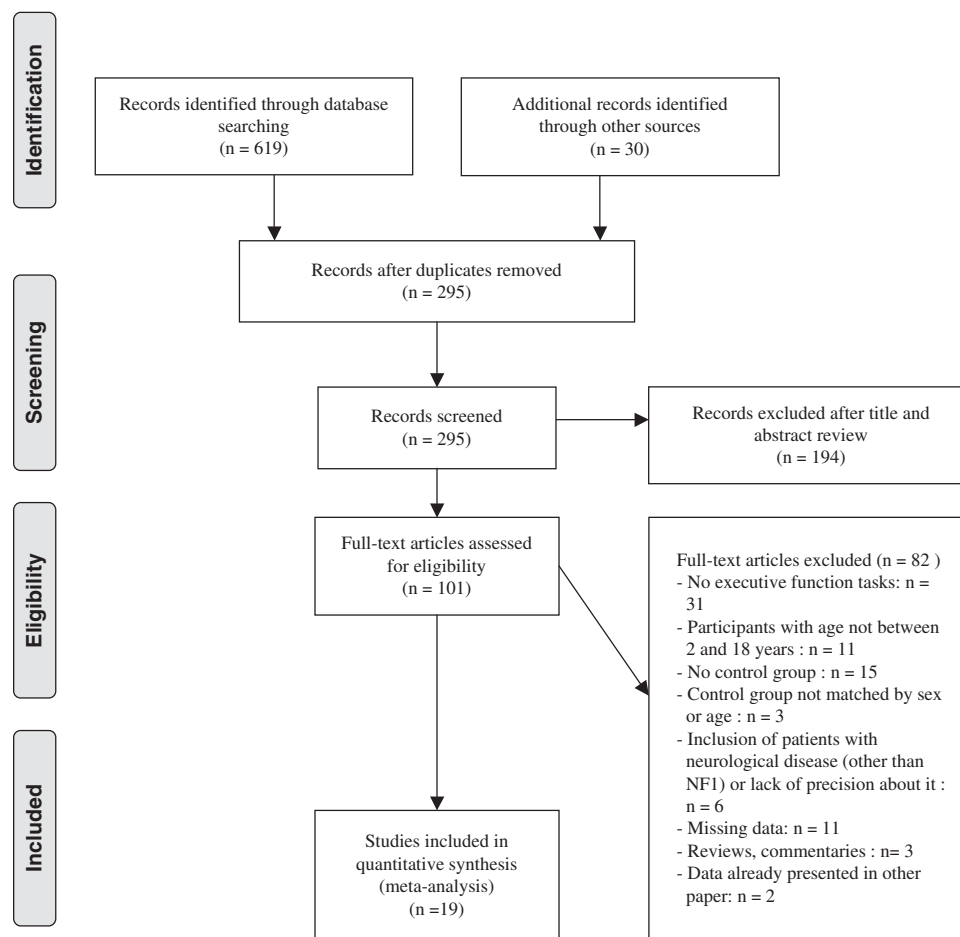 Identification
Records identified through database
searching
(n = 619)
Additional records identified
through other sources
(n = 30)
Records after duplicates removed
(n = 295)
Screening
Records screened
(n = 295)
Records excluded after title and
abstract review
(n = 194)
Eligibility
Full-text articles assessed
for eligibility
(n = 101)
Full-text articles excluded (n = 82 )
- No executive function tasks: n =
31
- Participants with age not between
2 and 18 years : n = 11
- No control group : n = 15
- Control group not matched by sex
or age : n = 3
- Inclusion of patients with
neurological disease (other than
NF1) or lack of precision about it :
n = 6
- Missing data: n = 11
- Reviews, commentaries : n= 3
- Data already presented in other
paper: n = 2
Included
Studies included in
quantitative synthesis
(meta-analysis)
(n =19)